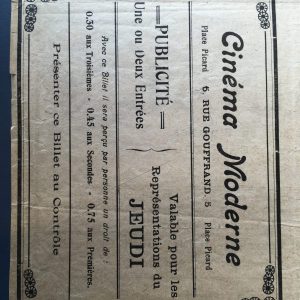 Cinéma Moderne
Place Picard 5, RUE GOUFFRAND, 5 Place Picard
PUBLICITÉ
Une ou Deux Entrées
Valable pour les
Représentations du
JEUDI
Avec ce Billet il sera perçu par personne un droit de :
0.30 aux Troisièmes - 0,45 aux Secondes - 0,75 aux Premières.
Présenter ce Billet au Contrôle